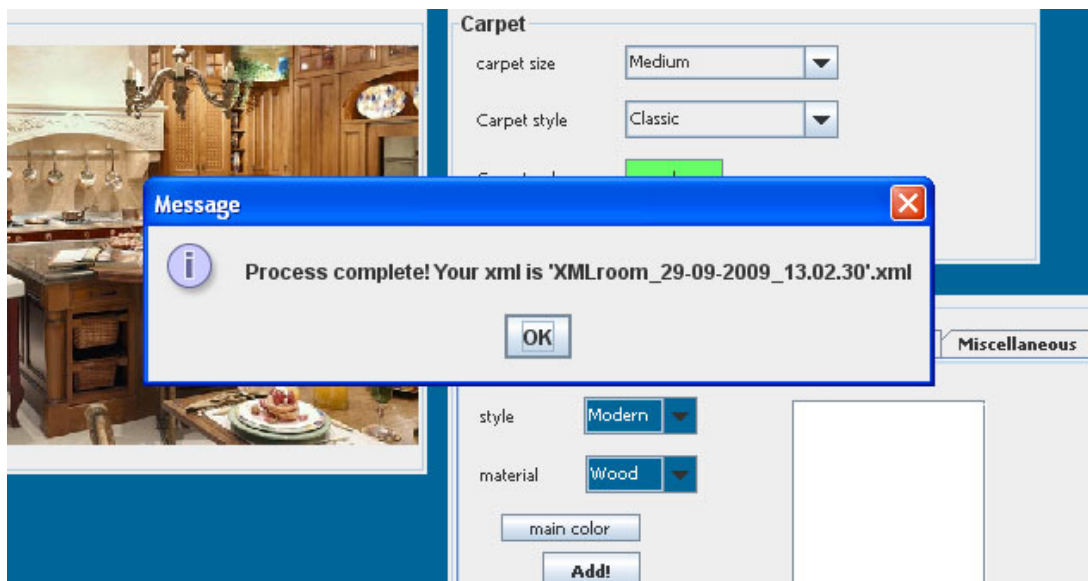 Carpet
carpet size
Medium
Carpet style
Classic
Message
Process complete! Your xml is 'XMLroom_29-09-2009_13.02.30'.xml
OK
Miscellaneous
style
Modern
material
Wood
main color
Add!